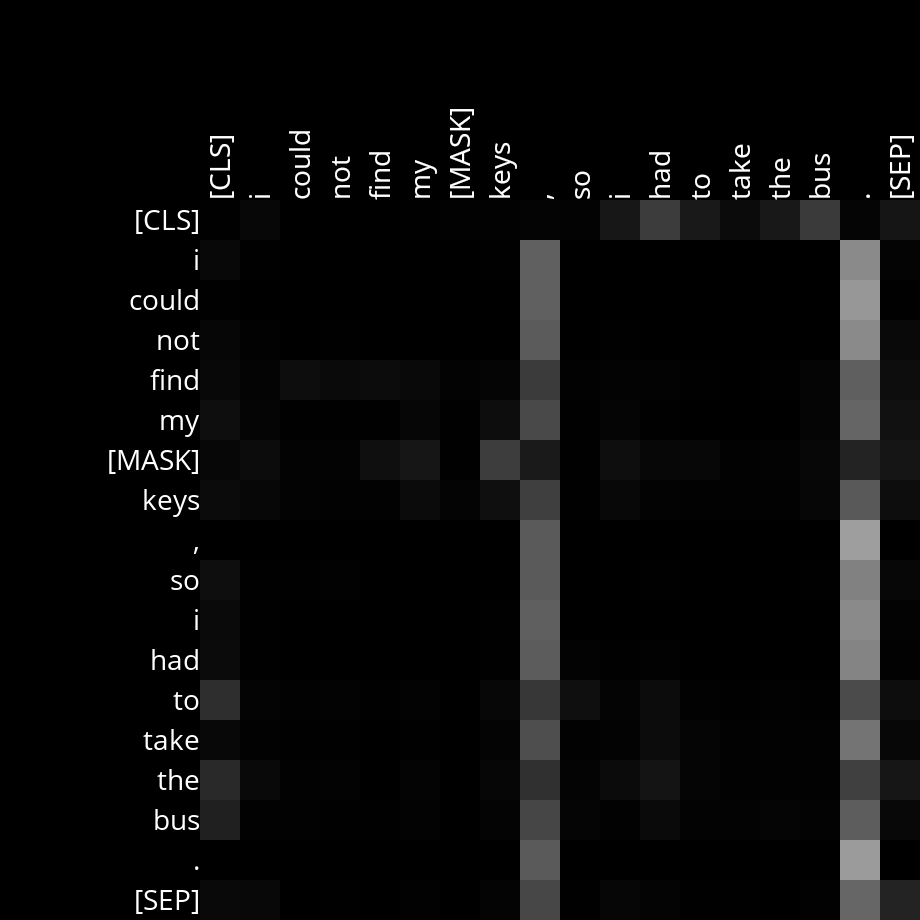 [CLS] i could not find my [MASK] keys , so i had to take the bus . [SEP]
[CLS]
i
could
not
find
my
[MASK]
keys
,
so
i
had
to
take
the
bus
.
[SEP]